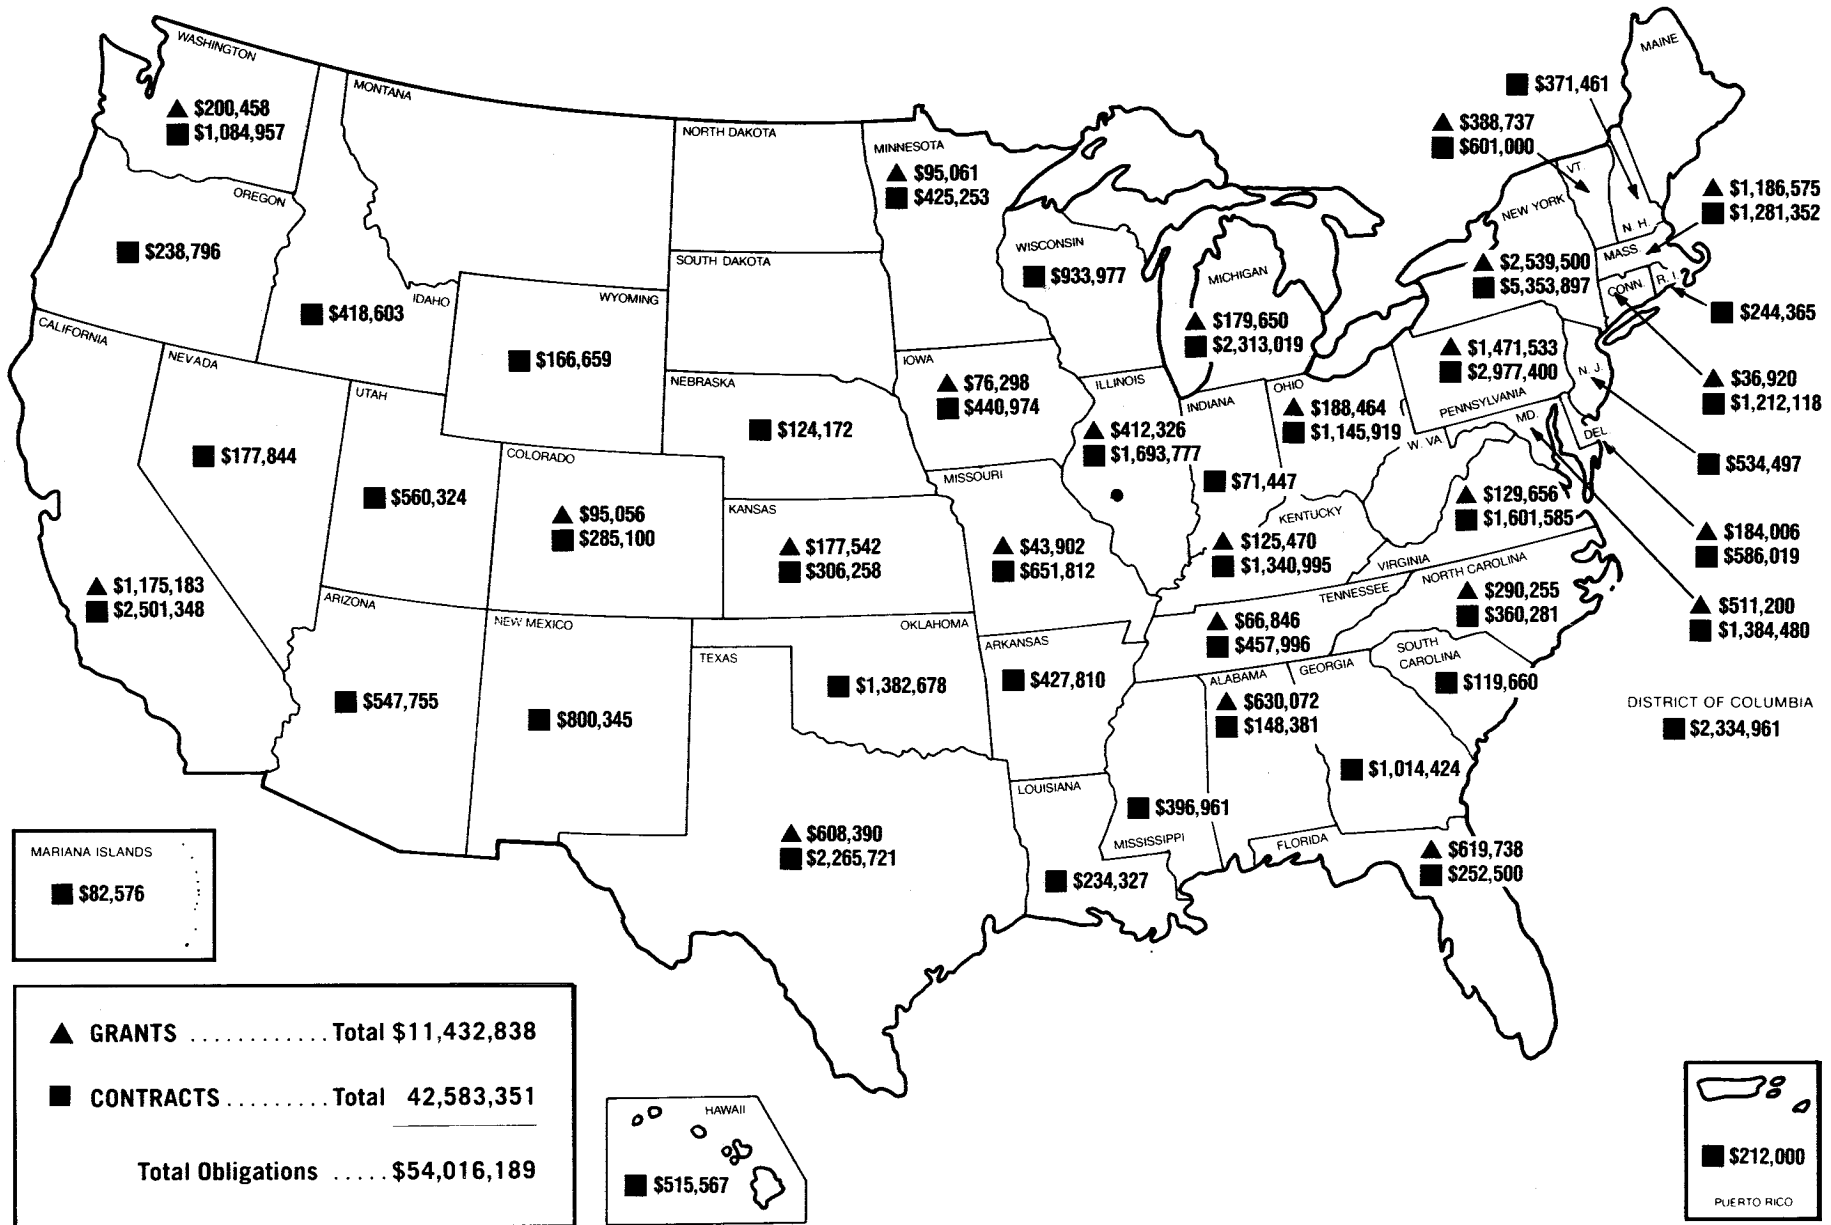 WASHINGTON
▲ $200,458
■ $1,084,957
MONTANA
NORTH DAKOTA
MINNESOTA
▲ $95,061
■ $425,253
MAINE
■ $371,461
▲ $388,737
■ $601,000
VT.
N. H.
▲ $1,186,575
■ $1,281,352
MASS.
OREGON
■ $238,796
IDAHO
■ $418,603
WYOMING
■ $166,659
SOUTH DAKOTA
WISCONSIN
■ $933,977
MICHIGAN
▲ $179,650
■ $2,313,019
NEW YORK
▲ $2,539,500
■ $5,353,897
CONN.
R. I.
■ $244,365
▲ $36,920
■ $1,212,118
CALIFORNIA
▲ $1,175,183
■ $2,501,348
NEVADA
■ $177,844
UTAH
■ $560,324
COLORADO
▲ $95,056
■ $285,100
NEBRASKA
■ $124,172
IOWA
▲ $76,298
■ $440,974
ILLINOIS
▲ $412,326
■ $1,693,777
INDIANA
■ $71,447
OHIO
▲ $188,464
■ $1,145,919
▲ $1,471,533
■ $2,977,400
PENNSYLVANIA
N. J.
■ $534,497
MD.
DEL.
W. VA
▲ $184,006
■ $586,019
▲ $511,200
■ $1,384,480
KANSAS
▲ $177,542
■ $306,258
MISSOURI
▲ $43,902
■ $651,812
KENTUCKY
▲ $125,470
■ $1,340,995
▲ $129,656
■ $1,601,585
VIRGINIA
NORTH CAROLINA
▲ $290,255
■ $360,281
TENNESSEE
▲ $66,846
■ $457,996
ARIZONA
■ $547,755
NEW MEXICO
■ $800,345
OKLAHOMA
■ $1,382,678
TEXAS
▲ $608,390
■ $2,265,721
ARKANSAS
■ $427,810
LOUISIANA
■ $234,327
■ $396,961
MISSISSIPPI
ALABAMA
▲ $630,072
■ $148,381
GEORGIA
■ $1,014,424
SOUTH
CAROLINA
■ $119,660
DISTRICT OF COLUMBIA
■ $2,334,961
FLORIDA
▲ $619,738
■ $252,500
MARIANA ISLANDS
■ $82,576
▲ GRANTS ............ Total $11,432,838
■ CONTRACTS ......... Total 42,583,351
Total Obligations ..... $54,016,189
HAWAII
■ $515,567
■ $212,000
PUERTO RICO